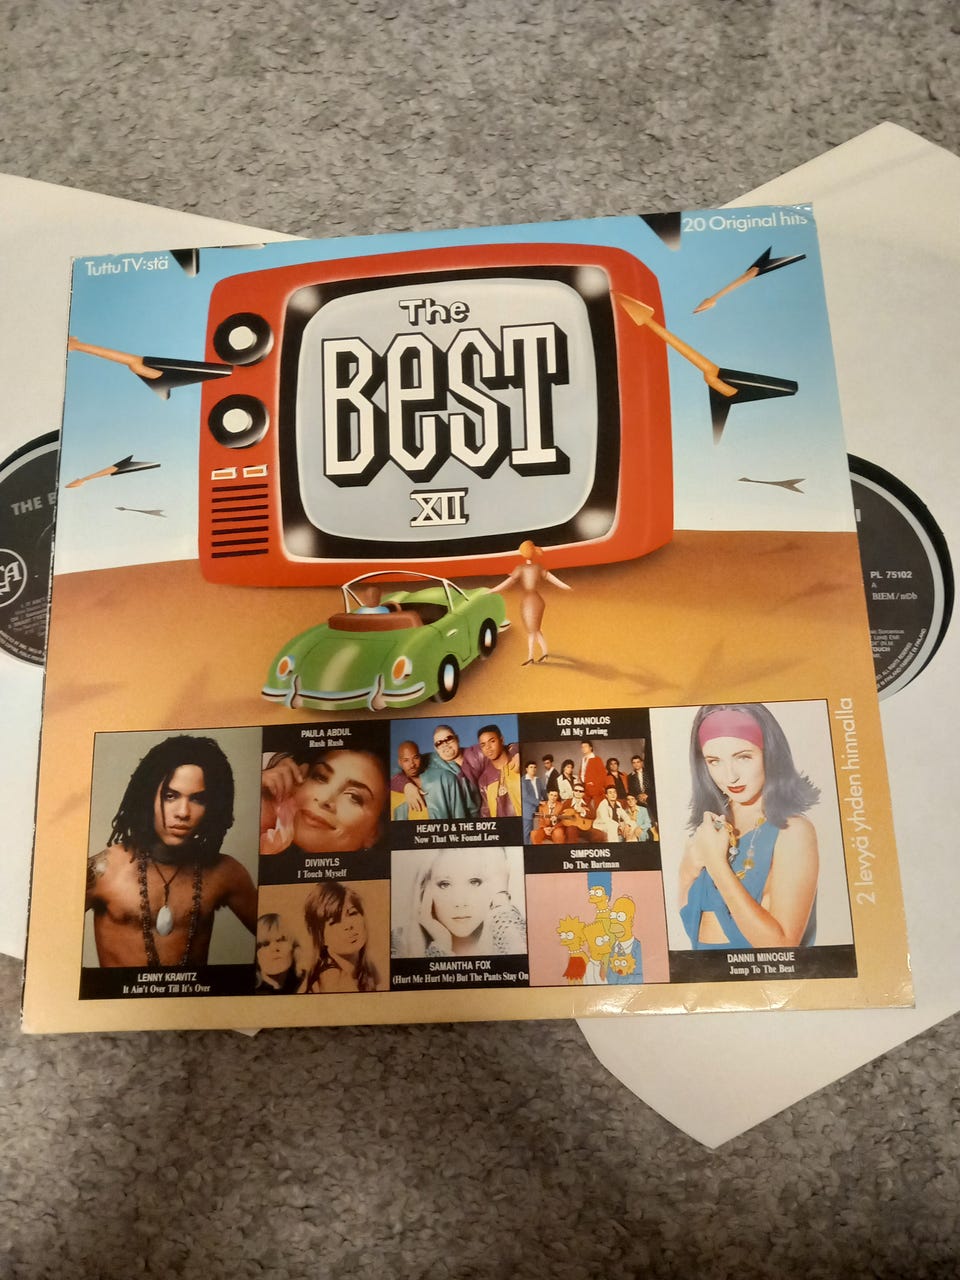 Tuttu TV:stä
20 Original hits
The
BEST
XII
THE B
PL 75102
A
BIEM / nCb
TOUCH
PAULA ABDUL
Rush Rush
LOS MANOLOS
All My Loving
HEAVY D & THE BOYZ
Now That We Found Love
DIVINYLS
I Touch Myself
SIMPSONS
Do The Bartman
LENNY KRAVITZ
It Ain't Over Till It's Over
SAMANTHA FOX
(Hurt Me Hurt Me) But The Pants Stay On
DANNII MINOGUE
Jump To The Beat
2 levyä yhden hinnalla